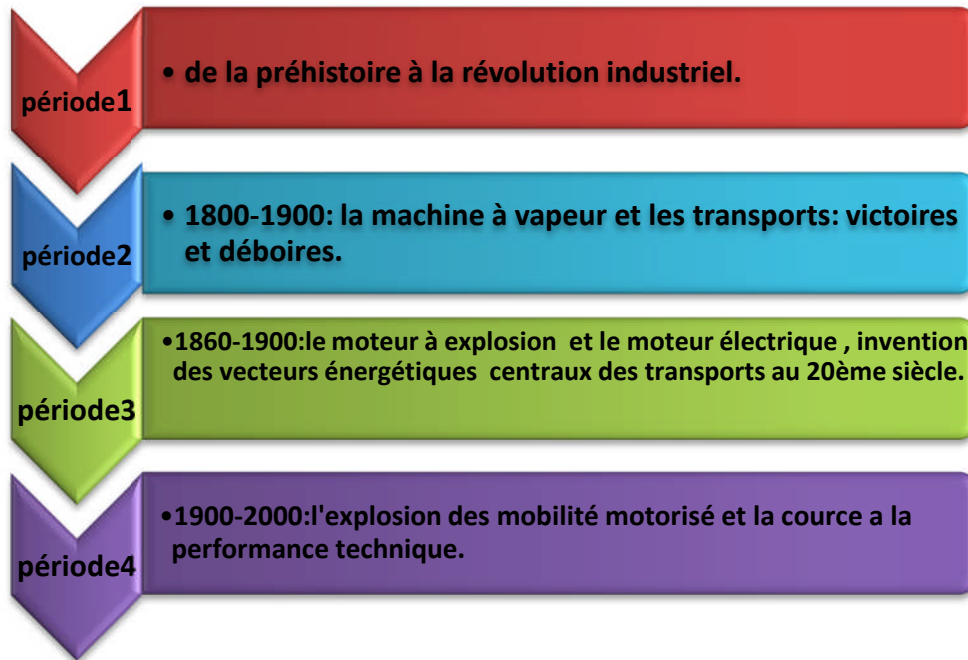 période1
• de la préhistoire à la révolution industriel.
période2
• 1800-1900: la machine à vapeur et les transports: victoires
et déboires.
période3
•1860-1900:le moteur à explosion et le moteur électrique , invention
des vecteurs énergétiques centraux des transports au 20ème siècle.
période4
•1900-2000:l'explosion des mobilité motorisé et la cource a la
performance technique.